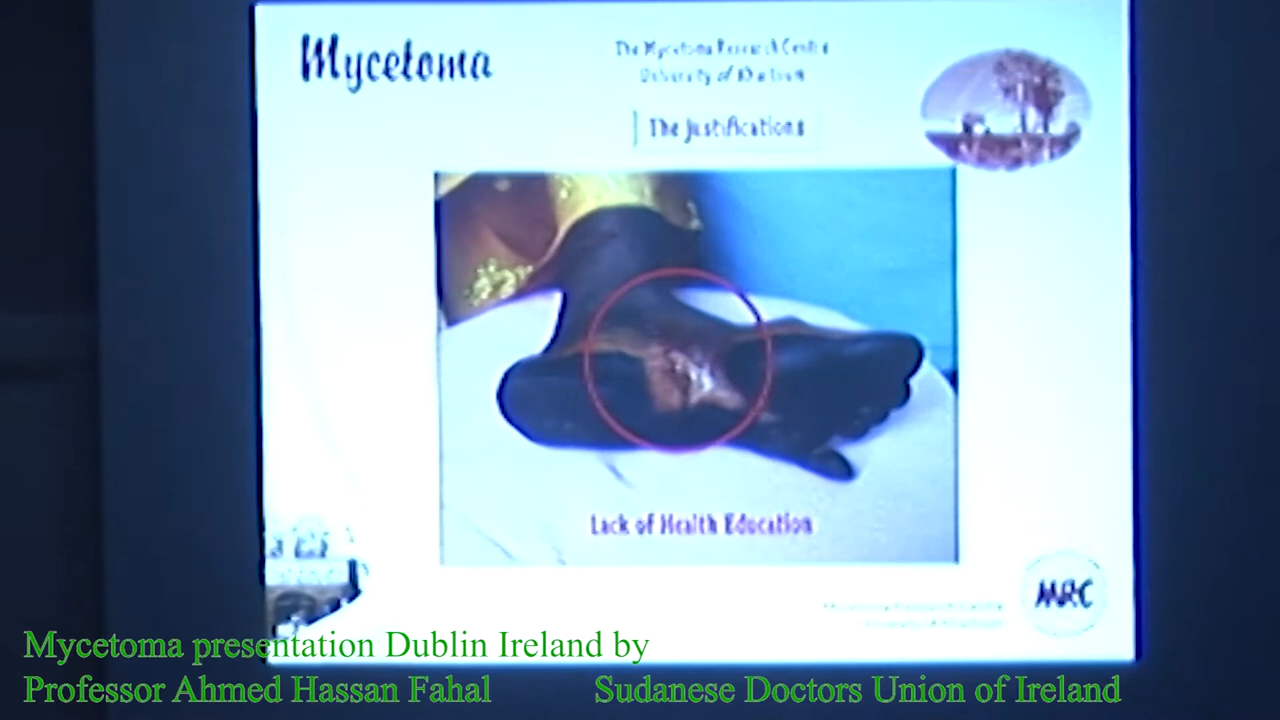 Mycetoma
The Mycetoma Research Centre
University of Khartoum
The Justifications
Lack of Health Education
MRC
Mycetoma presentation Dublin Ireland by
Professor Ahmed Hassan Fahal Sudanese Doctors Union of Ireland